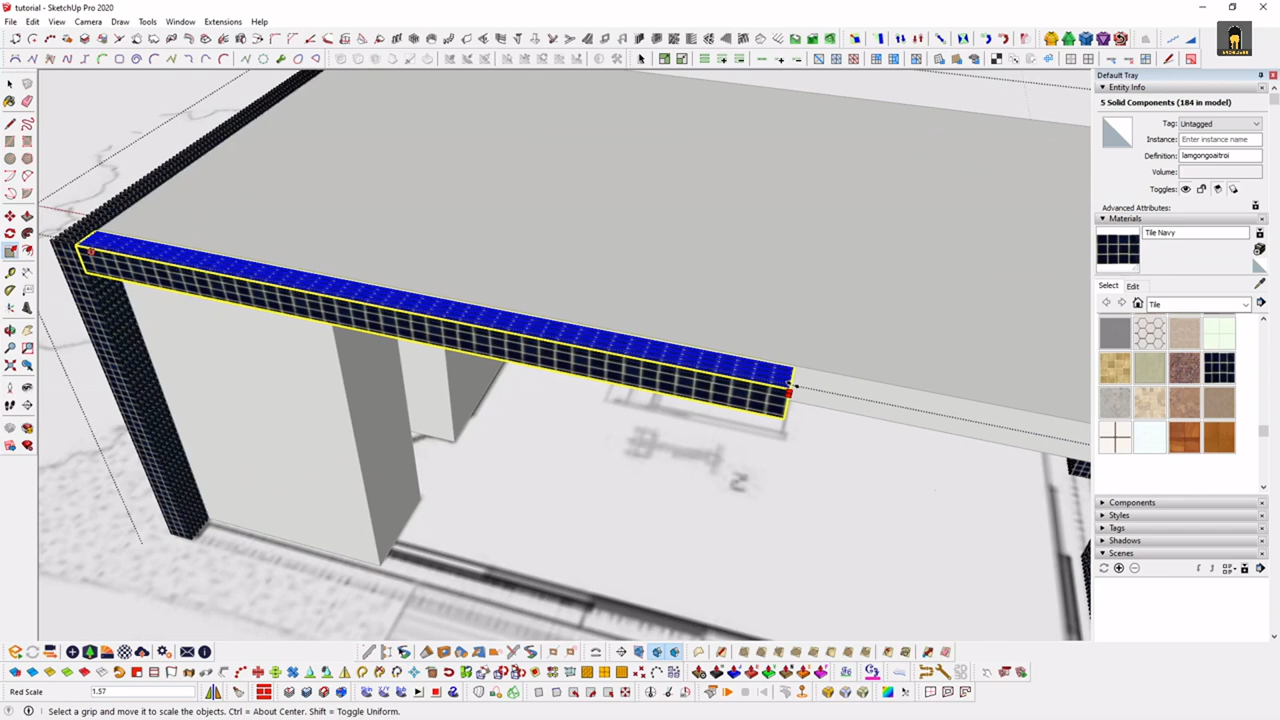 tutorial - SketchUp Pro 2020
File Edit View Camera Draw Tools Window Extensions Help
Default Tray
Entity Info
5 Solid Components (184 in model)
Tag: Untagged
Instance: Enter instance name
Definition: lamgongoaitroi
Volume:
Toggles:
Advanced Attributes:
Materials
Tile Navy
Select Edit
Tile
Components
Styles
Tags
Shadows
Scenes
Red Scale 1.57
Select a grip and move it to scale the objects. Ctrl = About Center. Shift = Toggle Uniform.